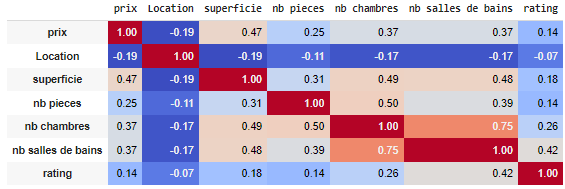 prix Location superficie nb pieces nb chambres nb salles de bains rating
prix 1.00 -0.19 0.47 0.25 0.37 0.37 0.14
Location -0.19 1.00 -0.19 -0.11 -0.17 -0.17 -0.07
superficie 0.47 -0.19 1.00 0.31 0.49 0.48 0.18
nb pieces 0.25 -0.11 0.31 1.00 0.50 0.39 0.14
nb chambres 0.37 -0.17 0.49 0.50 1.00 0.75 0.26
nb salles de bains 0.37 -0.17 0.48 0.39 0.75 1.00 0.42
rating 0.14 -0.07 0.18 0.14 0.26 0.42 1.00